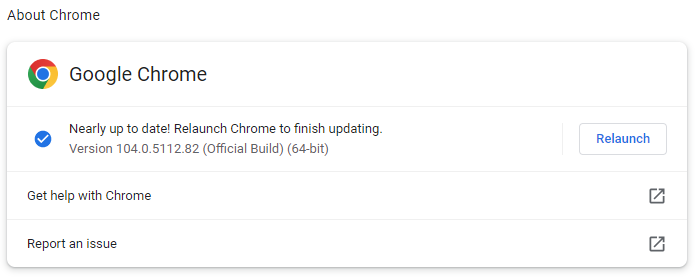 About Chrome
Google Chrome
Nearly up to date! Relaunch Chrome to finish updating.
Version 104.0.5112.82 (Official Build) (64-bit)
Relaunch
Get help with Chrome
Report an issue